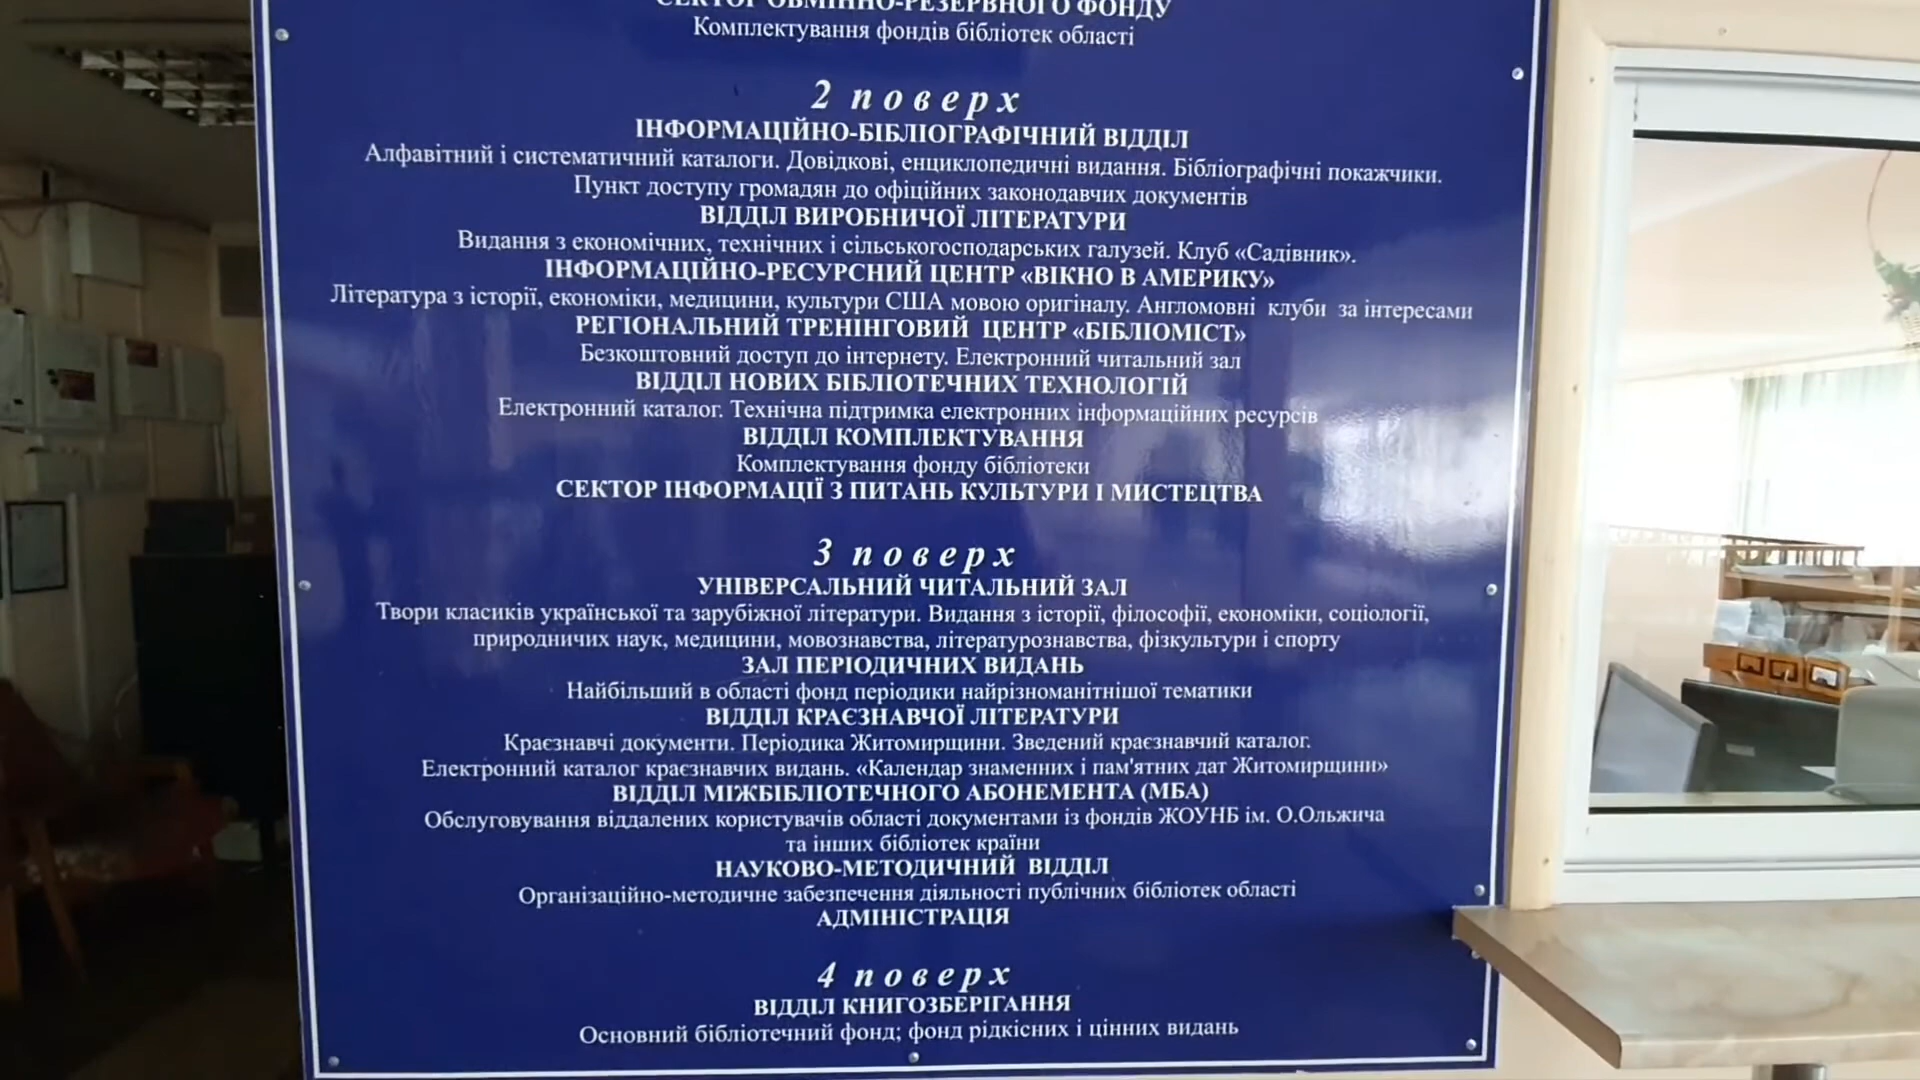 СЕКТОР ОБМІННО-РЕЗЕРВНОГО ФОНДУ
Комплектування фондів бібліотек області
2 поверх
ІНФОРМАЦІЙНО-БІБЛІОГРАФІЧНИЙ ВІДДІЛ
Алфавітний і систематичний каталоги. Довідкові, енциклопедичні видання. Бібліографічні покажчики.
Пункт доступу громадян до офіційних законодавчих документів
ВІДДІЛ ВИРОБНИЧОЇ ЛІТЕРАТУРИ
Видання з економічних, технічних і сільськогосподарських галузей. Клуб «Садівник».
ІНФОРМАЦІЙНО-РЕСУРСНИЙ ЦЕНТР «ВІКНО В АМЕРИКУ»
Література з історії, економіки, медицини, культури США мовою оригіналу. Англомовні клуби за інтересами
РЕГІОНАЛЬНИЙ ТРЕНІНГОВИЙ ЦЕНТР «БІБЛІОМІСТ»
Безкоштовний доступ до інтернету. Електронний читальний зал
ВІДДІЛ НОВИХ БІБЛІОТЕЧНИХ ТЕХНОЛОГІЙ
Електронний каталог. Технічна підтримка електронних інформаційних ресурсів
ВІДДІЛ КОМПЛЕКТУВАННЯ
Комплектування фонду бібліотеки
СЕКТОР ІНФОРМАЦІЇ З ПИТАНЬ КУЛЬТУРИ І МИСТЕЦТВА
3 поверх
УНІВЕРСАЛЬНИЙ ЧИТАЛЬНИЙ ЗАЛ
Твори класиків української та зарубіжної літератури. Видання з історії, філософії, економіки, соціології,
природничих наук, медицини, мовознавства, літературознавства, фізкультури і спорту
ЗАЛ ПЕРІОДИЧНИХ ВИДАНЬ
Найбільший в області фонд періодики найрізноманітнішої тематики
ВІДДІЛ КРАЄЗНАВЧОЇ ЛІТЕРАТУРИ
Краєзнавчі документи. Періодика Житомирщини. Зведений краєзнавчий каталог.
Електронний каталог краєзнавчих видань. «Календар знаменних і пам'ятних дат Житомирщини»
ВІДДІЛ МІЖБІБЛІОТЕЧНОГО АБОНЕМЕНТА (МБА)
Обслуговування віддалених користувачів області документами із фондів ЖОУНБ ім. О.Ольжича
та інших бібліотек країни
НАУКОВО-МЕТОДИЧНИЙ ВІДДІЛ
Організаційно-методичне забезпечення діяльності публічних бібліотек області
АДМІНІСТРАЦІЯ
4 поверх
ВІДДІЛ КНИГОЗБЕРІГАННЯ
Основний бібліотечний фонд; фонд рідкісних і цінних видань